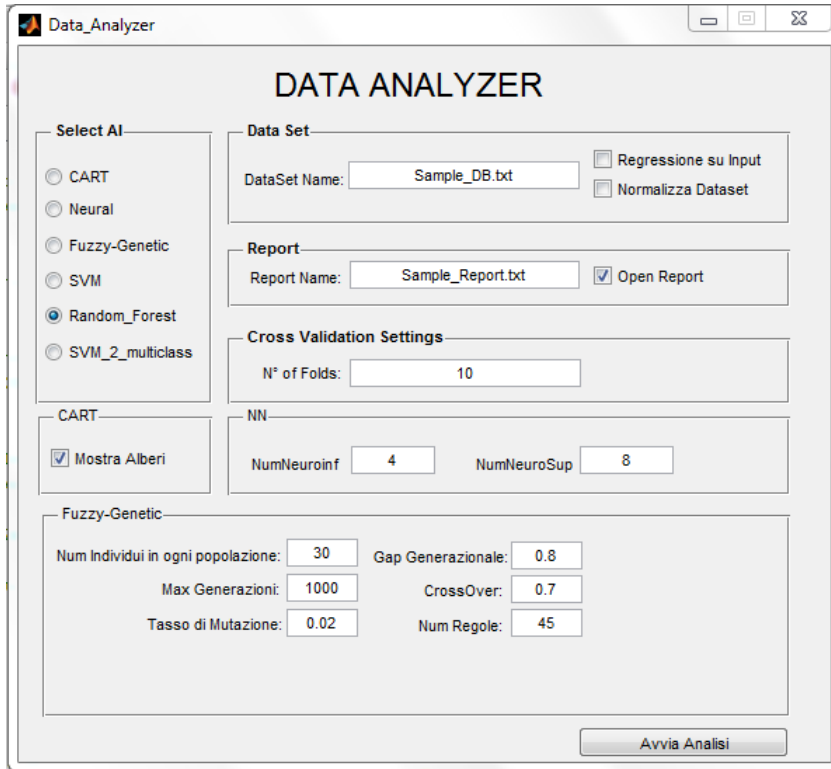 Data_Analyzer
DATA ANALYZER
Select AI
CART
Neural
Fuzzy-Genetic
SVM
Random_Forest
SVM_2_multiclass
Data Set
DataSet Name: Sample_DB.txt
Regressione su Input
Normalizza Dataset
Report
Report Name: Sample_Report.txt Open Report
Cross Validation Settings
N° of Folds: 10
CART
Mostra Alberi
NN
NumNeuroinf 4 NumNeuroSup 8
Fuzzy-Genetic
Num Individui in ogni popolazione: 30 Gap Generazionale: 0.8
Max Generazioni: 1000 CrossOver: 0.7
Tasso di Mutazione: 0.02 Num Regole: 45
Avvia Analisi